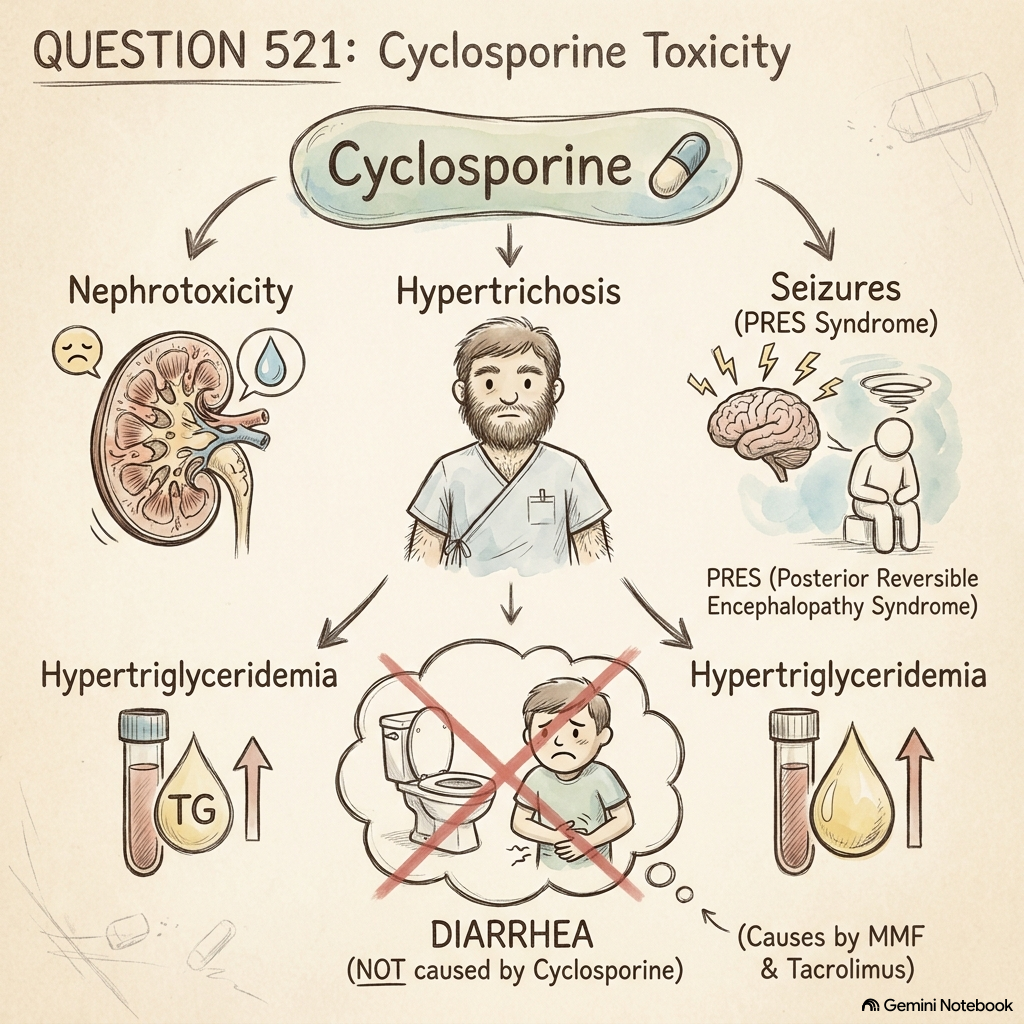 QUESTION 521: Cyclosporine Toxicity
Cyclosporine
Nephrotoxicity
Hypertrichosis
Seizures
(PRES Syndrome)
PRES (Posterior Reversible
Encephalopathy Syndrome)
Hypertriglyceridemia
TG
Hypertriglyceridemia
DIARRHEA
(NOT caused by Cyclosporine)
(Causes by MMF
& Tacrolimus)
Gemini Notebook